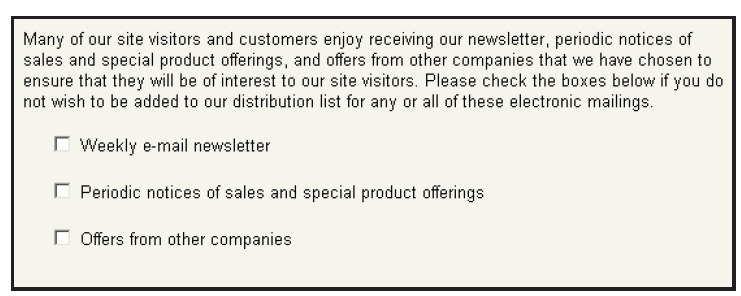 Many of our site visitors and customers enjoy receiving our newsletter, periodic notices of
sales and special product offerings, and offers from other companies that we have chosen to
ensure that they will be of interest to our site visitors. Please check the boxes below if you do
not wish to be added to our distribution list for any or all of these electronic mailings.
Weekly e-mail newsletter
Periodic notices of sales and special product offerings
Offers from other companies